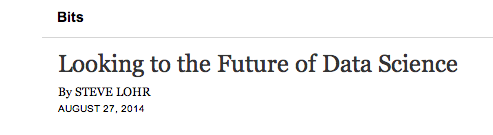 Bits
Looking to the Future of Data Science
By STEVE LOHR
AUGUST 27, 2014